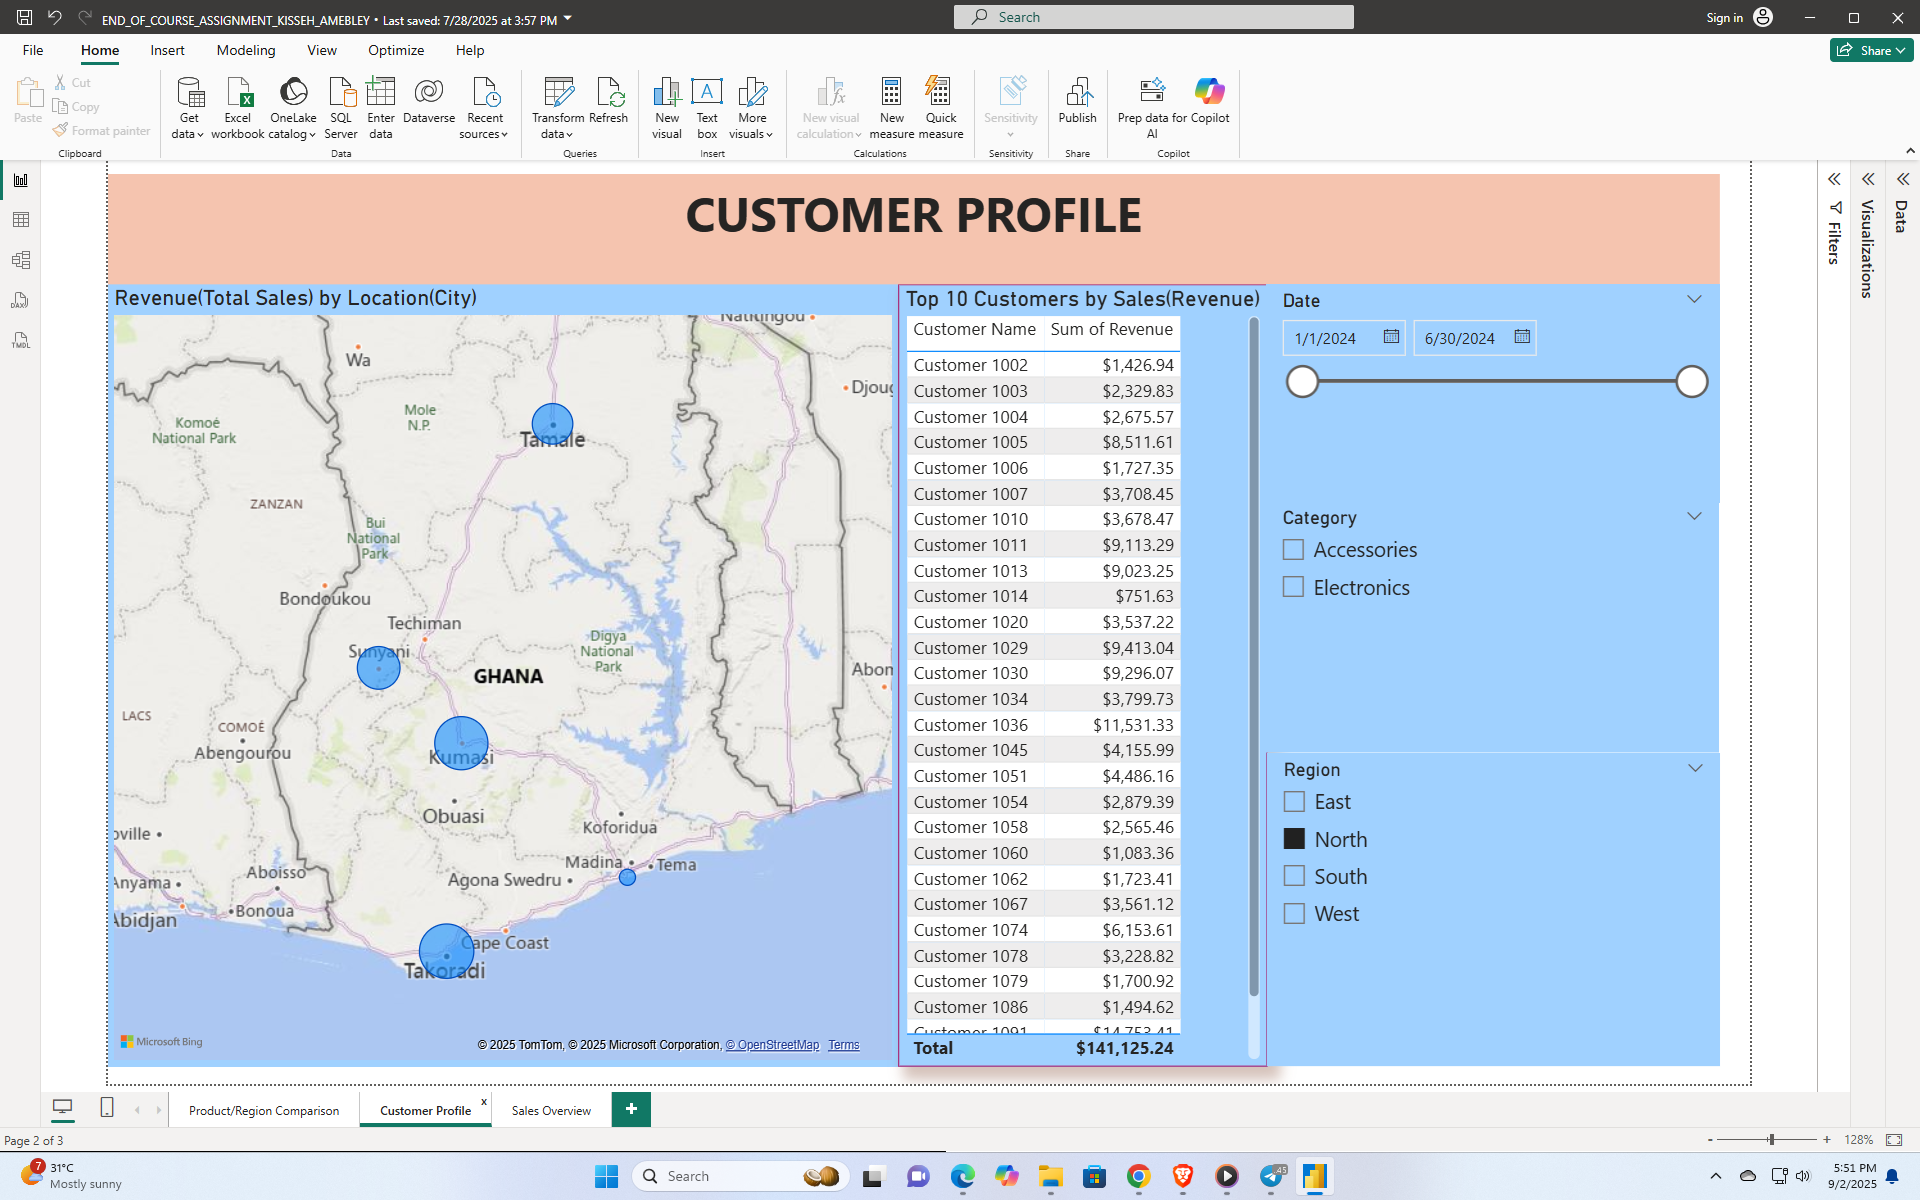 END_OF_COURSE_ASSIGNMENT_KISSEH_AMEBLEY • Last saved: 7/28/2025 at 3:57 PM
Search
Sign in
File Home Insert Modeling View Optimize Help
Share
Paste
Cut
Copy
Format painter
Clipboard
Get data
Excel workbook
OneLake catalog
SQL Server
Enter data
Dataverse
Recent sources
Data
Transform data
Refresh
Queries
New visual
Text box
More visuals
Insert
New visual calculation
New measure
Quick measure
Calculations
Sensitivity
Sensitivity
Publish
Share
Prep data for AI
Copilot
Copilot
DAX
TMDL
CUSTOMER PROFILE
Revenue(Total Sales) by Location(City)
Natitingou
Wa
Djoug
Komoé National Park
Mole N.P.
Tamale
ZANZAN
Bui National Park
Bondoukou
Techiman
Sunyani
Digya National Park
GHANA
Abom
LACS
COMOÉ
Abengourou
Kumasi
Obuasi
Koforidua
oville
Madina
Tema
Anyama
Aboisso
Agona Swedru
Abidjan
Bonoua
Cape Coast
Takoradi
Microsoft Bing
© 2025 TomTom, © 2025 Microsoft Corporation, © OpenStreetMap Terms
Top 10 Customers by Sales(Revenue)
Customer Name Sum of Revenue
Customer 1002 $1,426.94
Customer 1003 $2,329.83
Customer 1004 $2,675.57
Customer 1005 $8,511.61
Customer 1006 $1,727.35
Customer 1007 $3,708.45
Customer 1010 $3,678.47
Customer 1011 $9,113.29
Customer 1013 $9,023.25
Customer 1014 $751.63
Customer 1020 $3,537.22
Customer 1029 $9,413.04
Customer 1030 $9,296.07
Customer 1034 $3,799.73
Customer 1036 $11,531.33
Customer 1045 $4,155.99
Customer 1051 $4,486.16
Customer 1054 $2,879.39
Customer 1058 $2,565.46
Customer 1060 $1,083.36
Customer 1062 $1,723.41
Customer 1067 $3,561.12
Customer 1074 $6,153.61
Customer 1078 $3,228.82
Customer 1079 $1,700.92
Customer 1086 $1,494.62
Customer 1091 $14,753.41
Total $141,125.24
Date
1/1/2024 6/30/2024
Category
Accessories
Electronics
Region
East
North
South
West
Filters
Visualizations
Data
Product/Region Comparison
Customer Profile x
Sales Overview
+
Page 2 of 3
- + 128%
7
31°C
Mostly sunny
Search
45
5:51 PM
9/2/2025